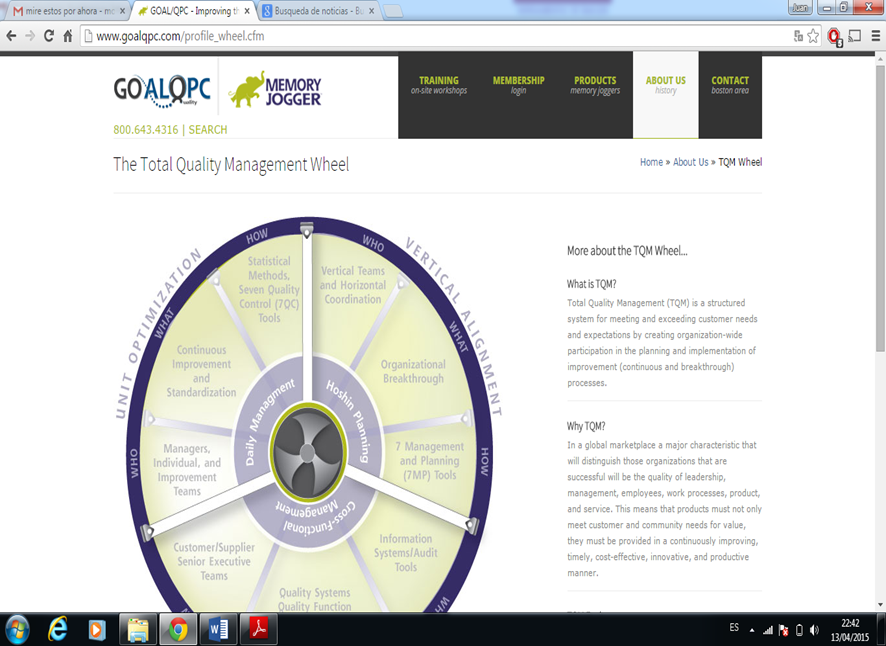 mire estos por ahora - m
GOAL/QPC - Improving t
Busqueda de noticias - B
Juan
www.goalqpc.com/profile_wheel.cfm
GOALQPC
quality
MEMORY
JOGGER
TRAINING
on-site workshops
MEMBERSHIP
login
PRODUCTS
memory joggers
ABOUT US
history
CONTACT
boston area
800.643.4316 | SEARCH
The Total Quality Management Wheel
Home » About Us » TQM Wheel
UNIT OPTIMIZATION
VERTICAL ALIGNMENT
HOW
WHO
WHAT
WHAT
WHO
HOW
Statistical
Methods,
Seven Quality
Control (7QC)
Tools
Vertical Teams
and Horizontal
Coordination
Continuous
Improvement
and
Standardization
Organizational
Breakthrough
Daily Managment
Hoshin Planning
Cross-Functional
Management
Managers,
Individual, and
Improvement
Teams
7 Management
and Planning
(7MP) Tools
Customer/Supplier
Senior Executive
Teams
Information
Systems/Audit
Tools
Quality Systems
Quality Function
More about the TQM Wheel...
What is TQM?
Total Quality Management (TQM) is a structured
system for meeting and exceeding customer needs
and expectations by creating organization-wide
participation in the planning and implementation of
improvement (continuous and breakthrough)
processes.
Why TQM?
In a global marketplace a major characteristic that
will distinguish those organizations that are
successful will be the quality of leadership,
management, employees, work processes, product,
and service. This means that products must not only
meet customer and community needs for value,
they must be provided in a continuously improving,
timely, cost-effective, innovative, and productive
manner.
ES
22:42
13/04/2015